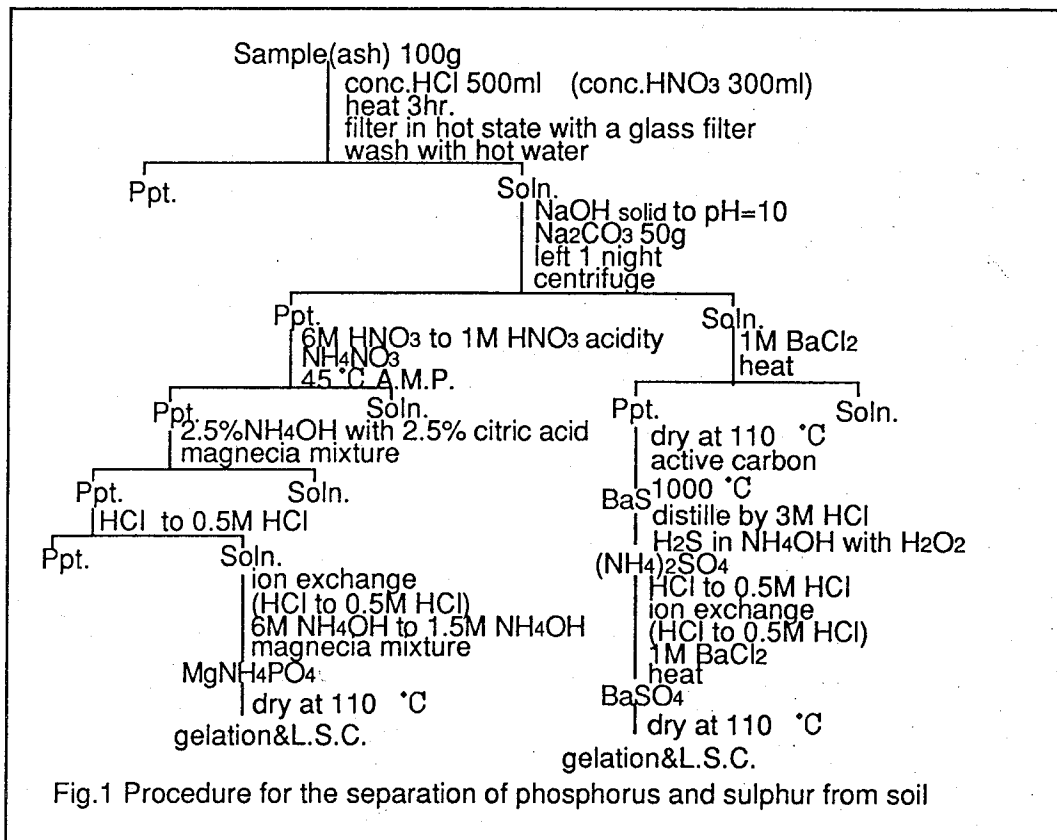 Sample(ash) 100g
conc.HCl 500ml (conc.HNO3 300ml)
heat 3hr.
filter in hot state with a glass filter
wash with hot water
Ppt. Soln.
NaOH solid to pH=10
Na2CO3 50g
left 1 night
centrifuge
Ppt. Soln.
6M HNO3 to 1M HNO3 acidity
NH4NO3
45 °C A.M.P.
1M BaCl2
heat
Ppt. Soln.
2.5%NH4OH with 2.5% citric acid
magnecia mixture
Ppt. Soln.
HCl to 0.5M HCl
Ppt. Soln.
ion exchange
(HCl to 0.5M HCl)
6M NH4OH to 1.5M NH4OH
magnecia mixture
MgNH4PO4
dry at 110 °C
gelation&L.S.C.
Ppt. Soln.
dry at 110 °C
active carbon
1000 °C
BaS
distille by 3M HCl
H2S in NH4OH with H2O2
(NH4)2SO4
HCl to 0.5M HCl
ion exchange
(HCl to 0.5M HCl)
1M BaCl2
heat
BaSO4
dry at 110 °C
gelation&L.S.C.
Fig.1 Procedure for the separation of phosphorus and sulphur from soil